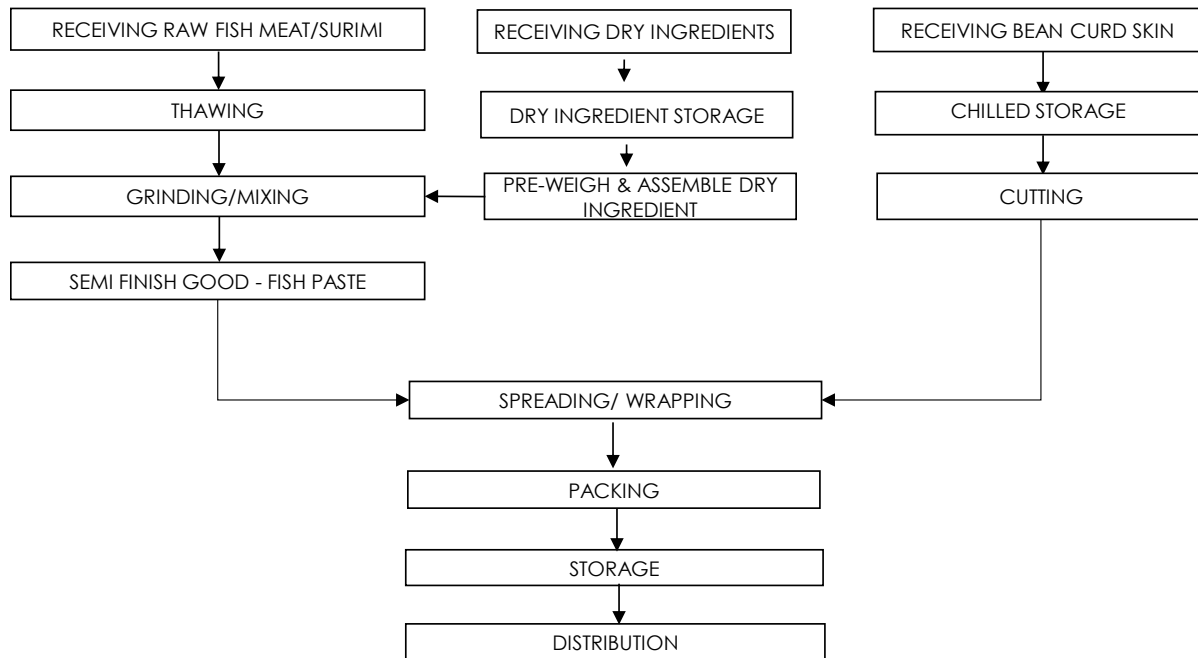 RECEIVING RAW FISH MEAT/SURIMI
RECEIVING DRY INGREDIENTS
RECEIVING BEAN CURD SKIN
THAWING
DRY INGREDIENT STORAGE
CHILLED STORAGE
GRINDING/MIXING
PRE-WEIGH & ASSEMBLE DRY
INGREDIENT
CUTTING
SEMI FINISH GOOD - FISH PASTE
SPREADING/ WRAPPING
PACKING
STORAGE
DISTRIBUTION